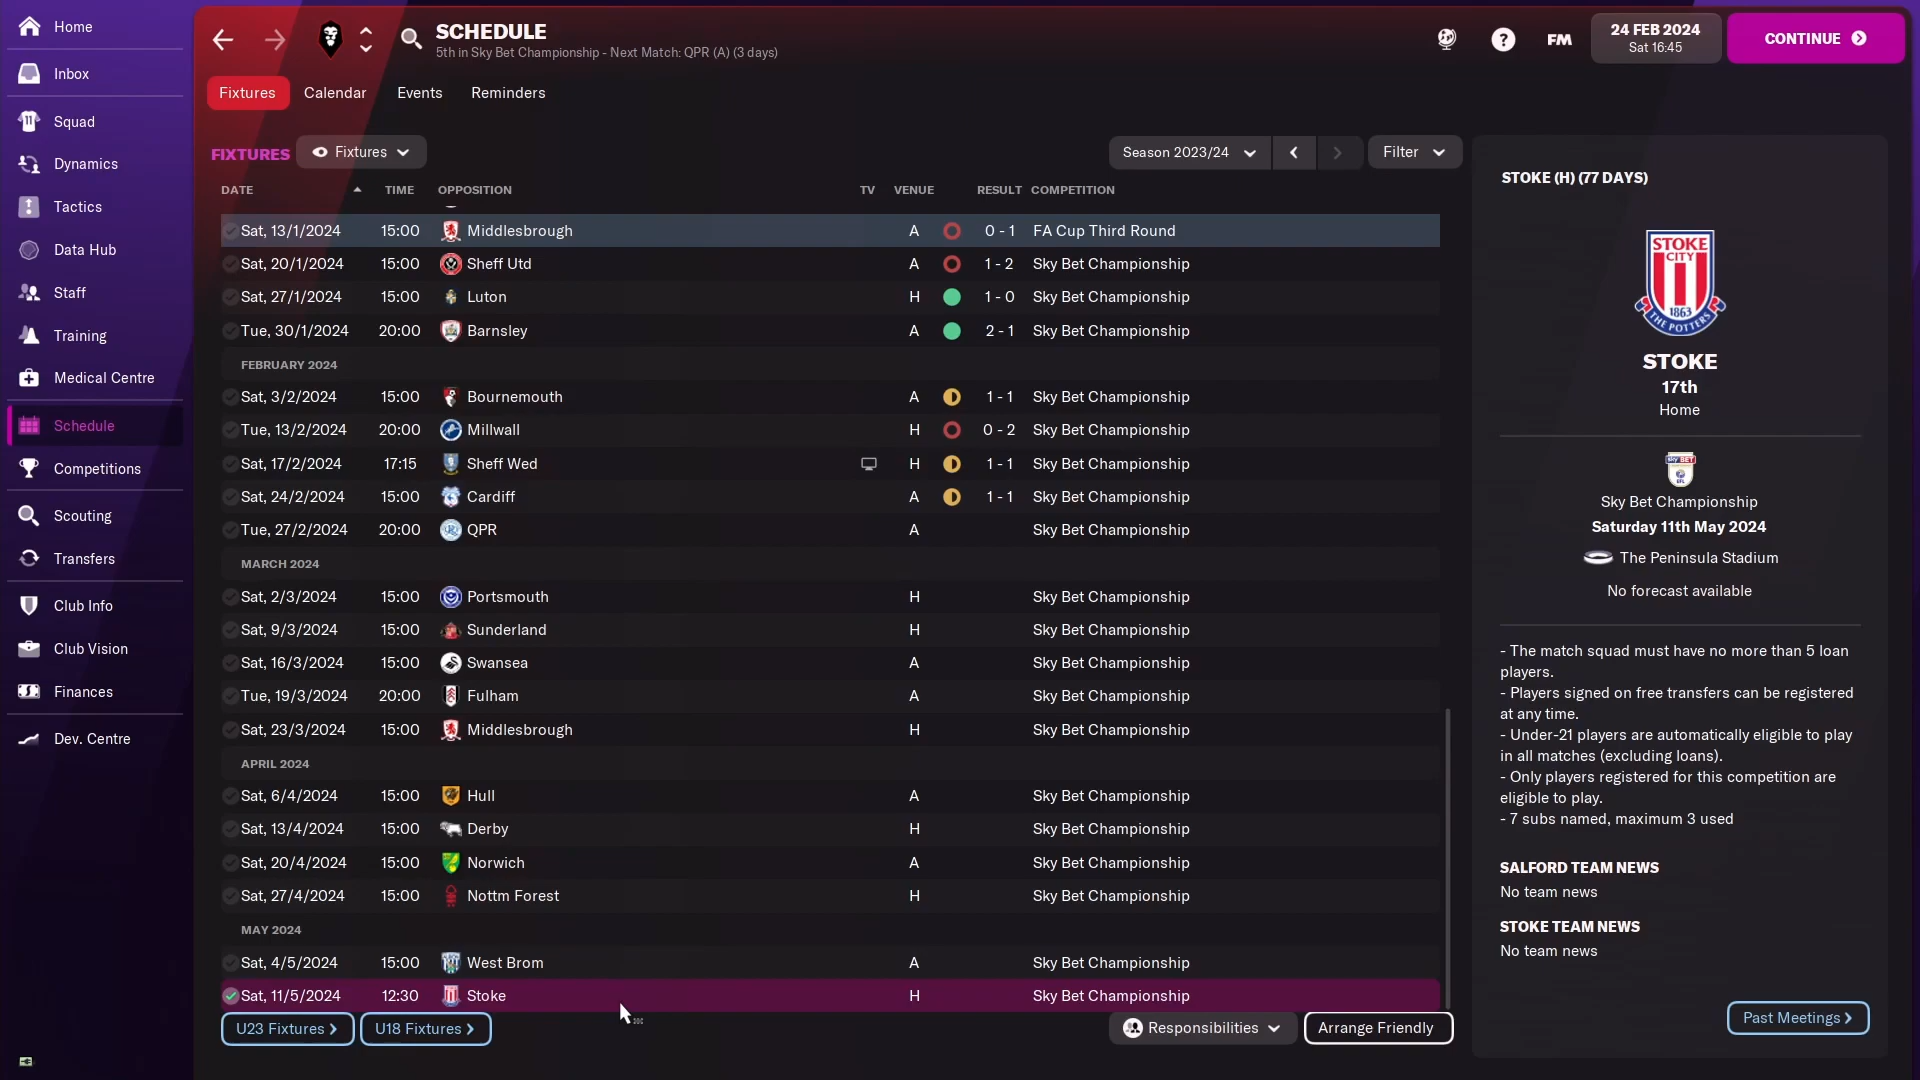 Home
Inbox
Squad
Dynamics
Tactics
Data Hub
Staff
Training
Medical Centre
Schedule
Competitions
Scouting
Transfers
Club Info
Club Vision
Finances
Dev. Centre
SCHEDULE
5th in Sky Bet Championship - Next Match: QPR (A) (3 days)
FM
24 FEB 2024
Sat 16:45
CONTINUE
Fixtures Calendar Events Reminders
FIXTURES Fixtures Season 2023/24 Filter
DATE TIME OPPOSITION TV VENUE RESULT COMPETITION
Sat, 13/1/2024 15:00 Middlesbrough A 0 - 1 FA Cup Third Round
Sat, 20/1/2024 15:00 Sheff Utd A 1 - 2 Sky Bet Championship
Sat, 27/1/2024 15:00 Luton H 1 - 0 Sky Bet Championship
Tue, 30/1/2024 20:00 Barnsley A 2 - 1 Sky Bet Championship
FEBRUARY 2024
Sat, 3/2/2024 15:00 Bournemouth A 1 - 1 Sky Bet Championship
Tue, 13/2/2024 20:00 Millwall H 0 - 2 Sky Bet Championship
Sat, 17/2/2024 17:15 Sheff Wed H 1 - 1 Sky Bet Championship
Sat, 24/2/2024 15:00 Cardiff A 1 - 1 Sky Bet Championship
Tue, 27/2/2024 20:00 QPR A Sky Bet Championship
MARCH 2024
Sat, 2/3/2024 15:00 Portsmouth H Sky Bet Championship
Sat, 9/3/2024 15:00 Sunderland H Sky Bet Championship
Sat, 16/3/2024 15:00 Swansea A Sky Bet Championship
Tue, 19/3/2024 20:00 Fulham A Sky Bet Championship
Sat, 23/3/2024 15:00 Middlesbrough H Sky Bet Championship
APRIL 2024
Sat, 6/4/2024 15:00 Hull A Sky Bet Championship
Sat, 13/4/2024 15:00 Derby H Sky Bet Championship
Sat, 20/4/2024 15:00 Norwich A Sky Bet Championship
Sat, 27/4/2024 15:00 Nottm Forest H Sky Bet Championship
MAY 2024
Sat, 4/5/2024 15:00 West Brom A Sky Bet Championship
Sat, 11/5/2024 12:30 Stoke H Sky Bet Championship
U23 Fixtures U18 Fixtures Responsibilities Arrange Friendly
STOKE (H) (77 DAYS)
STOKE
CITY
1863
THE POTTERS
STOKE
17th
Home
sky BET
EFL
Sky Bet Championship
Saturday 11th May 2024
The Peninsula Stadium
No forecast available
- The match squad must have no more than 5 loan
players.
- Players signed on free transfers can be registered
at any time.
- Under-21 players are automatically eligible to play
in all matches (excluding loans).
- Only players registered for this competition are
eligible to play.
- 7 subs named, maximum 3 used
SALFORD TEAM NEWS
No team news
STOKE TEAM NEWS
No team news
Past Meetings